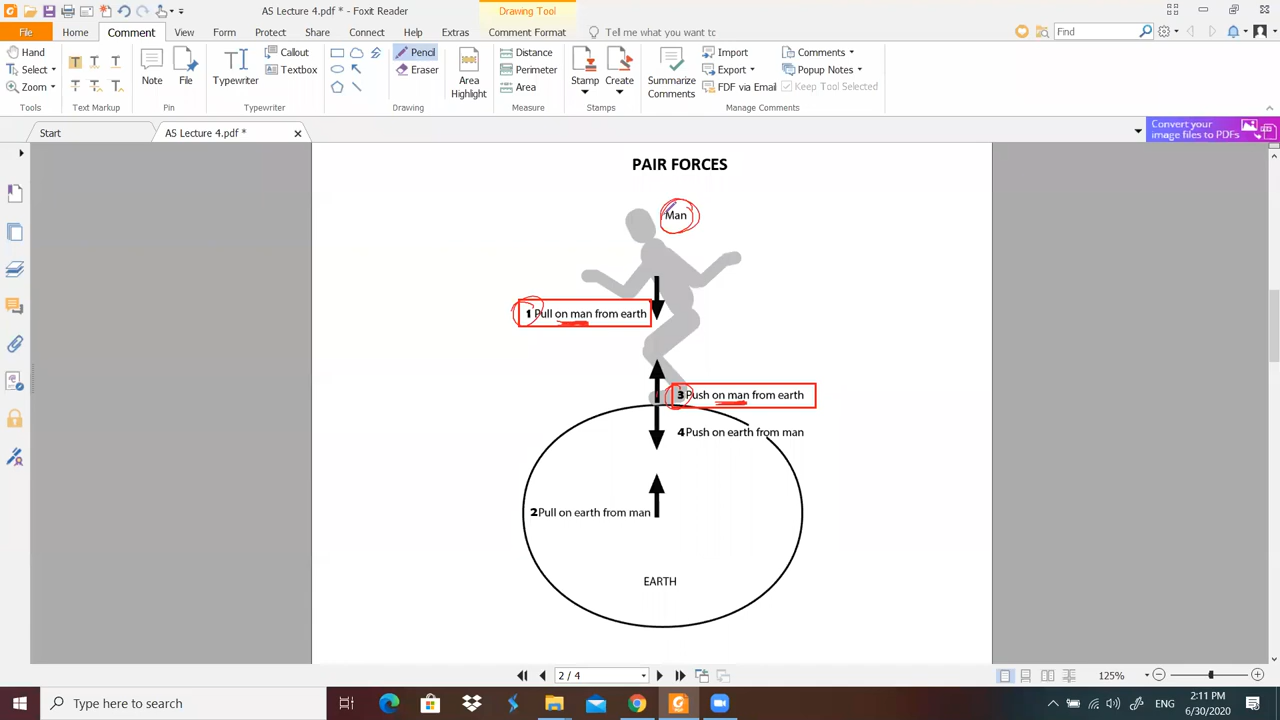 AS Lecture 4.pdf * - Foxit Reader
Drawing Tool
File Home Comment View Form Protect Share Connect Help Extras Comment Format Tell me what you want tc Find
Hand
Select
Zoom
Tools
Text Markup
Note
File
Pin
Typewriter
Callout
Textbox
Typewriter
Pencil
Eraser
Drawing
Area
Highlight
Distance
Perimeter
Area
Measure
Stamp
Create
Stamps
Summarize
Comments
Import
Export
FDF via Email
Comments
Popup Notes
Keep Tool Selected
Manage Comments
Start
AS Lecture 4.pdf *
Convert your
image files to PDFs
PAIR FORCES
Man
1 Pull on man from earth
3 Push on man from earth
4 Push on earth from man
2 Pull on earth from man
EARTH
2 / 4
125%
Type here to search
ENG
2:11 PM
6/30/2020